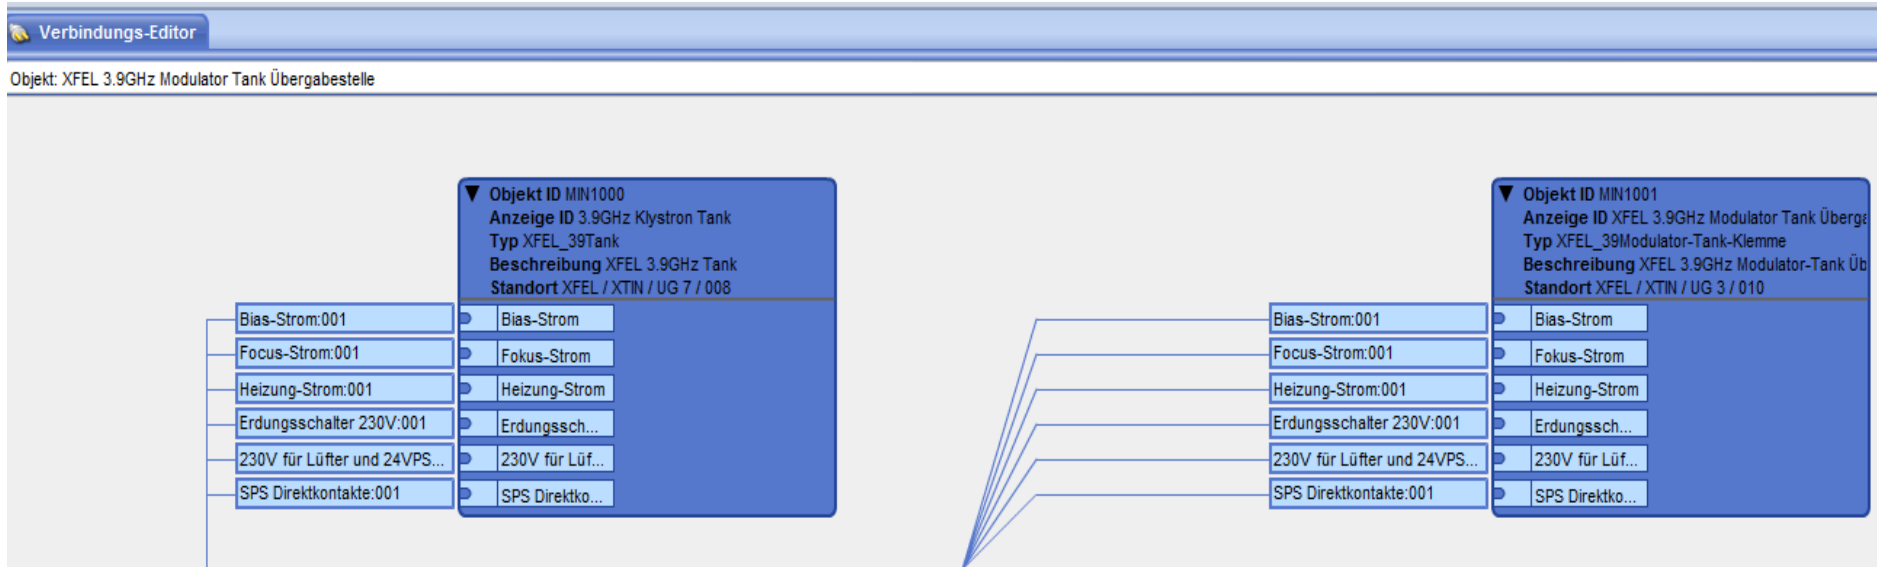 Verbindungs-Editor
Objekt: XFEL 3.9GHz Modulator Tank Übergabestelle
Objekt ID MIN1000
Anzeige ID 3.9GHz Klystron Tank
Typ XFEL_39Tank
Beschreibung XFEL 3.9GHz Tank
Standort XFEL / XTIN / UG 7 / 008
Bias-Strom:001 Bias-Strom
Focus-Strom:001 Fokus-Strom
Heizung-Strom:001 Heizung-Strom
Erdungsschalter 230V:001 Erdungssch...
230V für Lüfter und 24VPS... 230V für Lüf...
SPS Direktkontakte:001 SPS Direktko...
Objekt ID MIN1001
Anzeige ID XFEL 3.9GHz Modulator Tank Überga
Typ XFEL_39Modulator-Tank-Klemme
Beschreibung XFEL 3.9GHz Modulator-Tank Üb
Standort XFEL / XTIN / UG 3 / 010
Bias-Strom:001 Bias-Strom
Focus-Strom:001 Fokus-Strom
Heizung-Strom:001 Heizung-Strom
Erdungsschalter 230V:001 Erdungssch...
230V für Lüfter und 24VPS... 230V für Lüf...
SPS Direktkontakte:001 SPS Direktko...